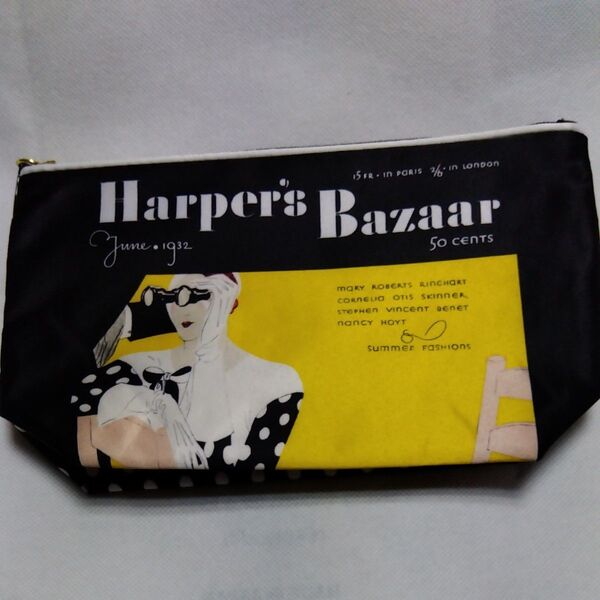 15 FR · IN PARIS 2/6 · IN LONDON
Harper's Bazaar
June · 1932
50 CENTS
MARY ROBERTS RINEHART
CORNELIA OTIS SKINNER,
STEPHEN VINCENT BENET
NANCY HOYT
SUMMER FASHIONS